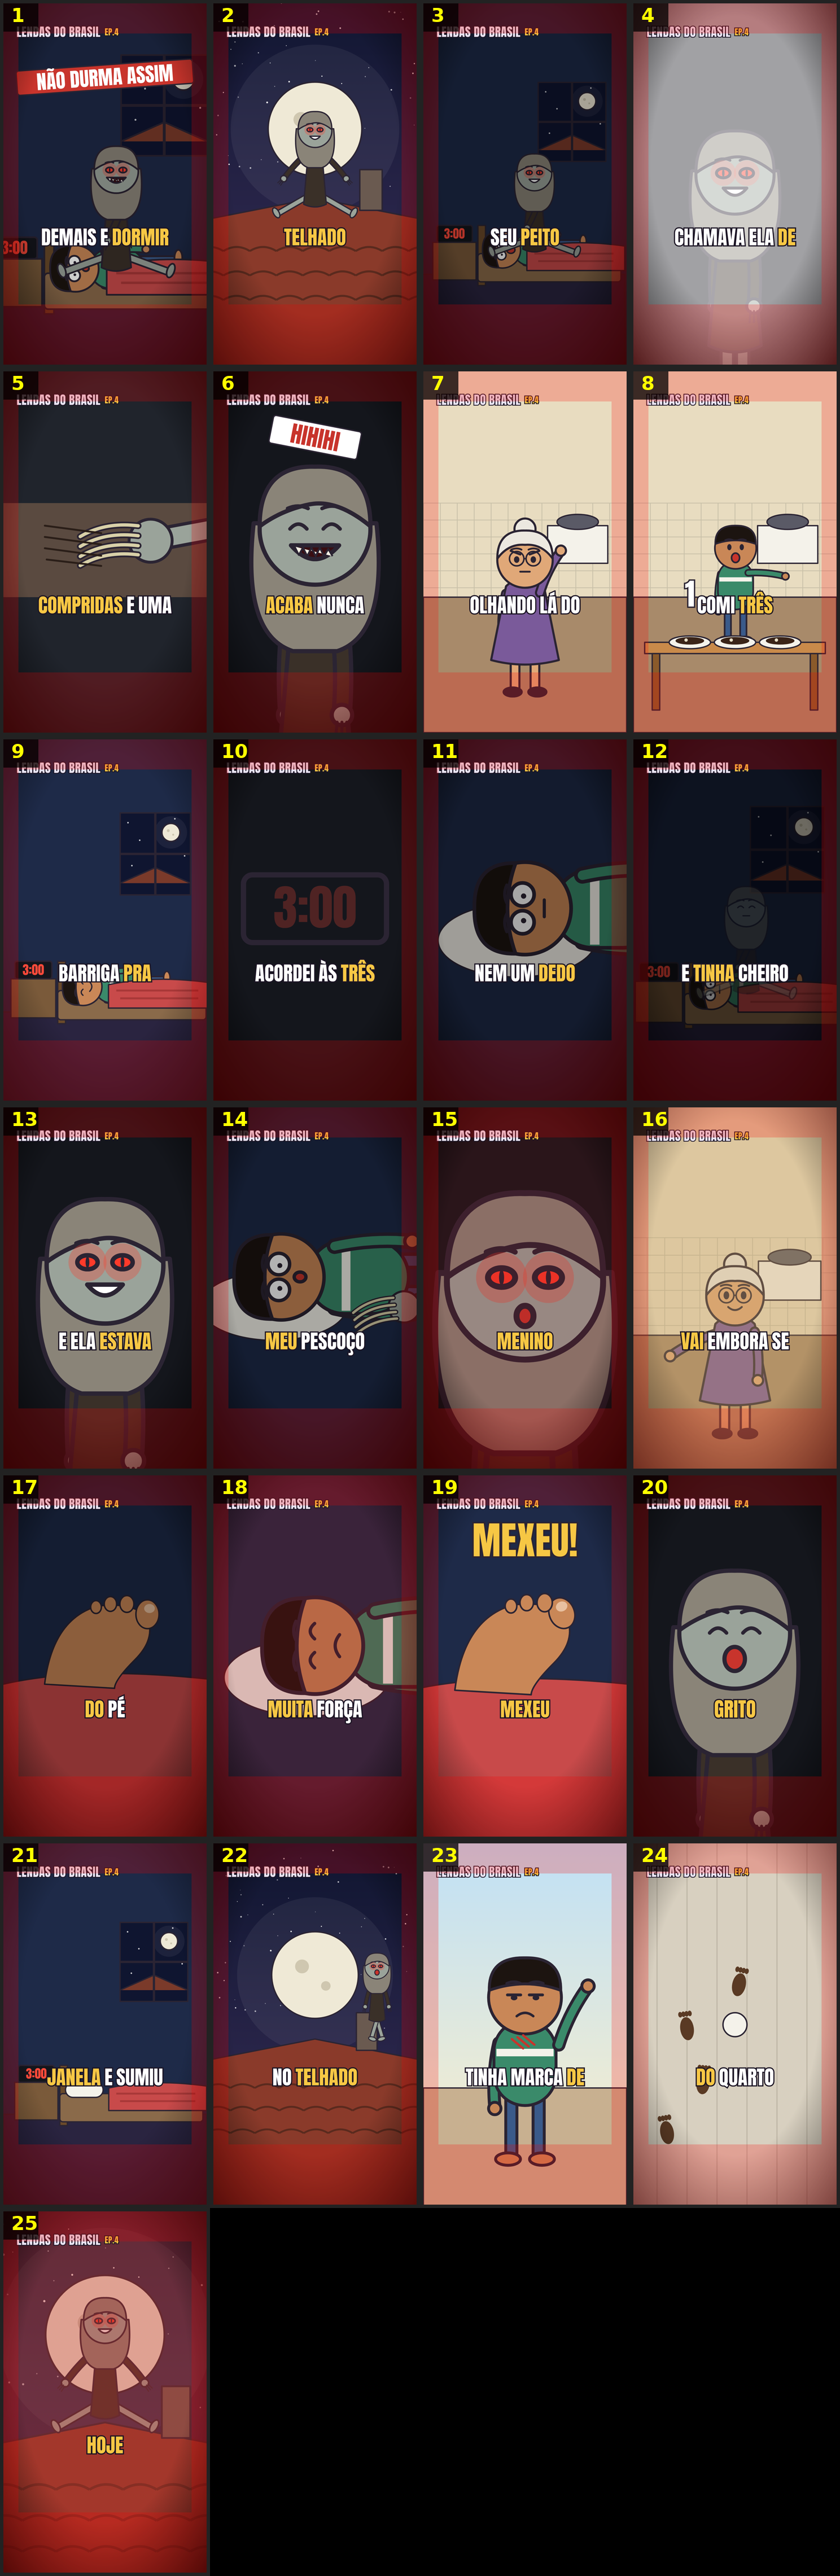 1
LENDAS DO BRASIL EP.4
NÃO DURMA ASSIM
3:00
DEMAIS E DORMIR
2
LENDAS DO BRASIL EP.4
TELHADO
3
LENDAS DO BRASIL EP.4
3:00
SEU PEITO
4
LENDAS DO BRASIL EP.4
CHAMAVA ELA DE
5
LENDAS DO BRASIL EP.4
COMPRIDAS E UMA
6
LENDAS DO BRASIL EP.4
HIHIHI
ACABA NUNCA
7
LENDAS DO BRASIL EP.4
OLHANDO LÁ DO
8
LENDAS DO BRASIL EP.4
1
COMI TRÊS
9
LENDAS DO BRASIL EP.4
3:00
BARRIGA PRA
10
LENDAS DO BRASIL EP.4
3:00
ACORDEI ÀS TRÊS
11
LENDAS DO BRASIL EP.4
NEM UM DEDO
12
LENDAS DO BRASIL EP.4
3:00
E TINHA CHEIRO
13
LENDAS DO BRASIL EP.4
E ELA ESTAVA
14
LENDAS DO BRASIL EP.4
MEU PESCOÇO
15
LENDAS DO BRASIL EP.4
MENINO
16
LENDAS DO BRASIL EP.4
VAI EMBORA SE
17
LENDAS DO BRASIL EP.4
DO PÉ
18
LENDAS DO BRASIL EP.4
MUITA FORÇA
19
LENDAS DO BRASIL EP.4
MEXEU!
MEXEU
20
LENDAS DO BRASIL EP.4
GRITO
21
LENDAS DO BRASIL EP.4
3:00
JANELA E SUMIU
22
LENDAS DO BRASIL EP.4
NO TELHADO
23
LENDAS DO BRASIL EP.4
TINHA MARCA DE
24
LENDAS DO BRASIL EP.4
DO QUARTO
25
LENDAS DO BRASIL EP.4
HOJE